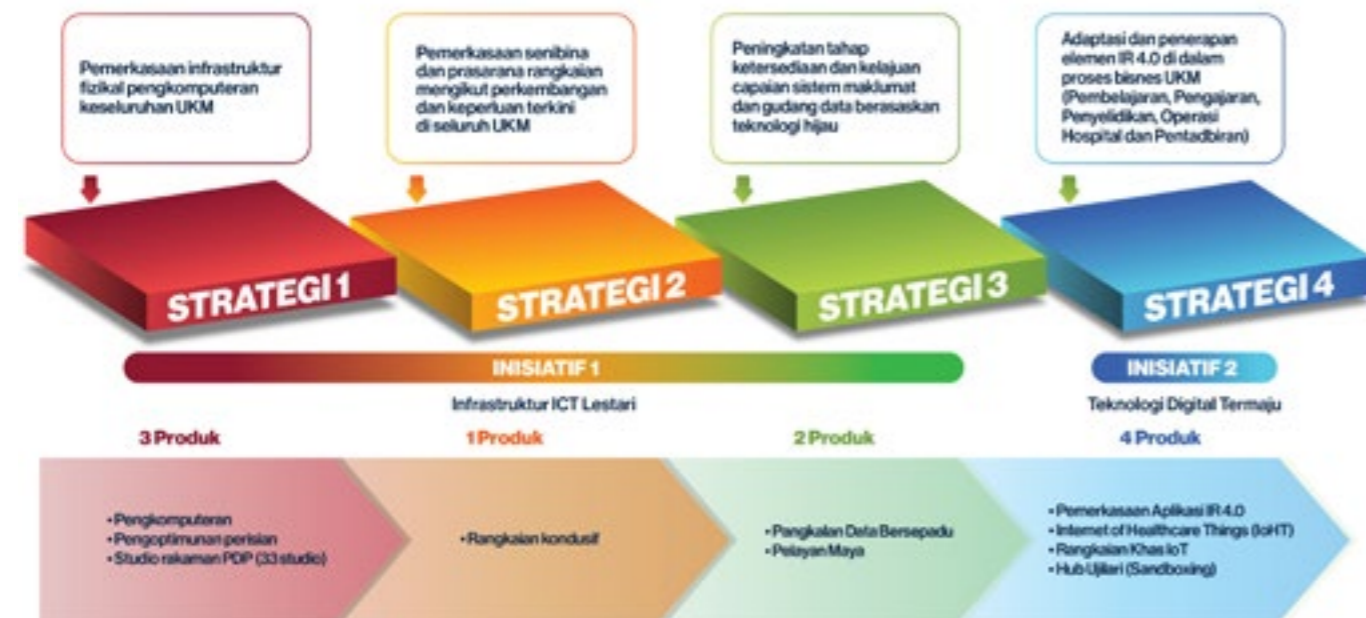 Pemerkasaan infrastruktur
fizikal pengkomputeran
keseluruhan UKM
Pemerkasaan senibina
dan prasarana rangkaian
mengikut perkembangan
dan keperluan terkini
di seluruh UKM
Peningkatan tahap
ketersediaan dan kelajuan
capaian sistem maklumat
dan gudang data berasaskan
teknologi hijau
Adaptasi dan penerapan
elemen IR 4.0 di dalam
proses bisnes UKM
(Pembelajaran, Pengajaran,
Penyelidikan, Operasi
Hospital dan Pentadbiran)
STRATEGI 1
STRATEGI 2
STRATEGI 3
STRATEGI 4
INISIATIF 1
INISIATIF 2
Infrastruktur ICT Lestari
Teknologi Digital Termaju
3 Produk
1 Produk
2 Produk
4 Produk
• Pengkomputeran
• Pengoptimunan perisian
• Studio rakaman PDP (33 studio)
• Rangkaian kondusif
• Pangkalan Data Bersepadu
• Pelayan Maya
• Pemerkasaan Aplikasi IR 4.0
• Internet of Healthcare Things (IoHT)
• Rangkaian Khas IoT
• Hub Ujilari (Sandboxing)